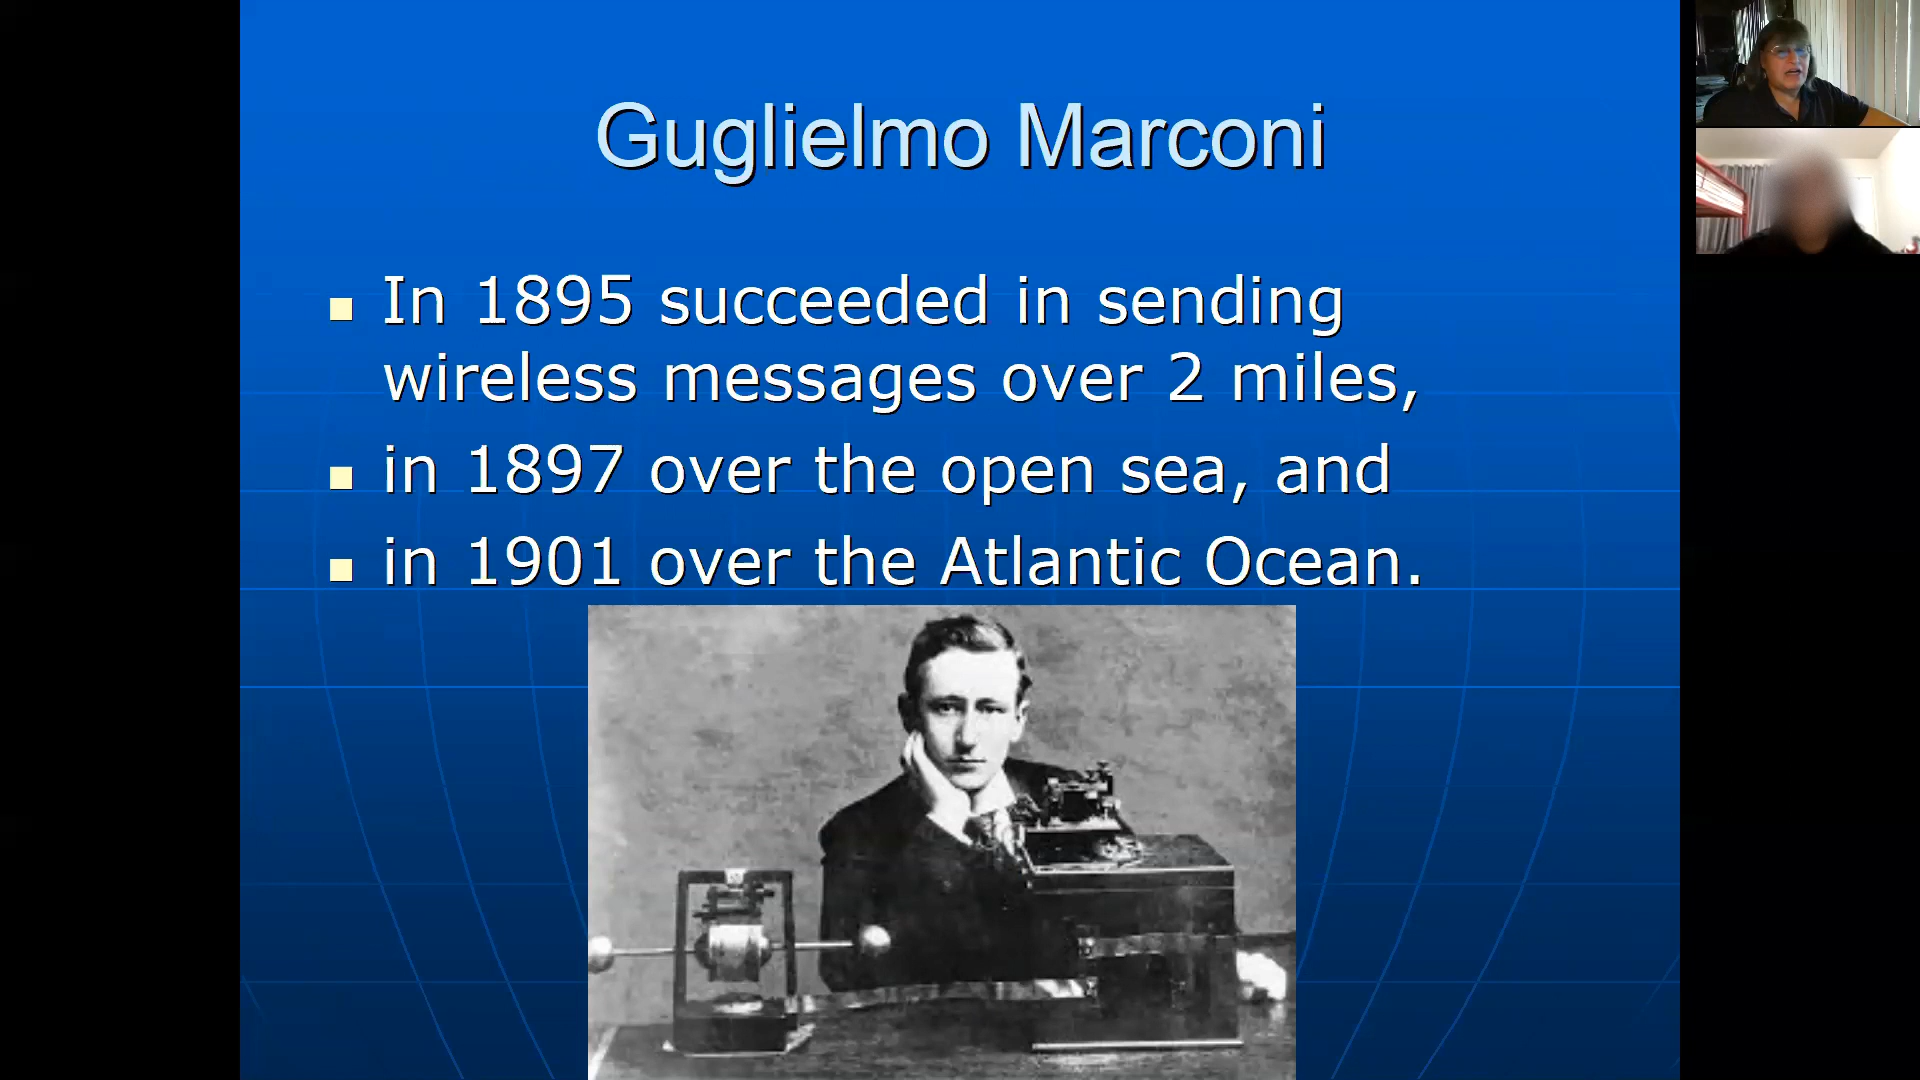 Guglielmo Marconi
In 1895 succeeded in sending
wireless messages over 2 miles,
in 1897 over the open sea, and
in 1901 over the Atlantic Ocean.